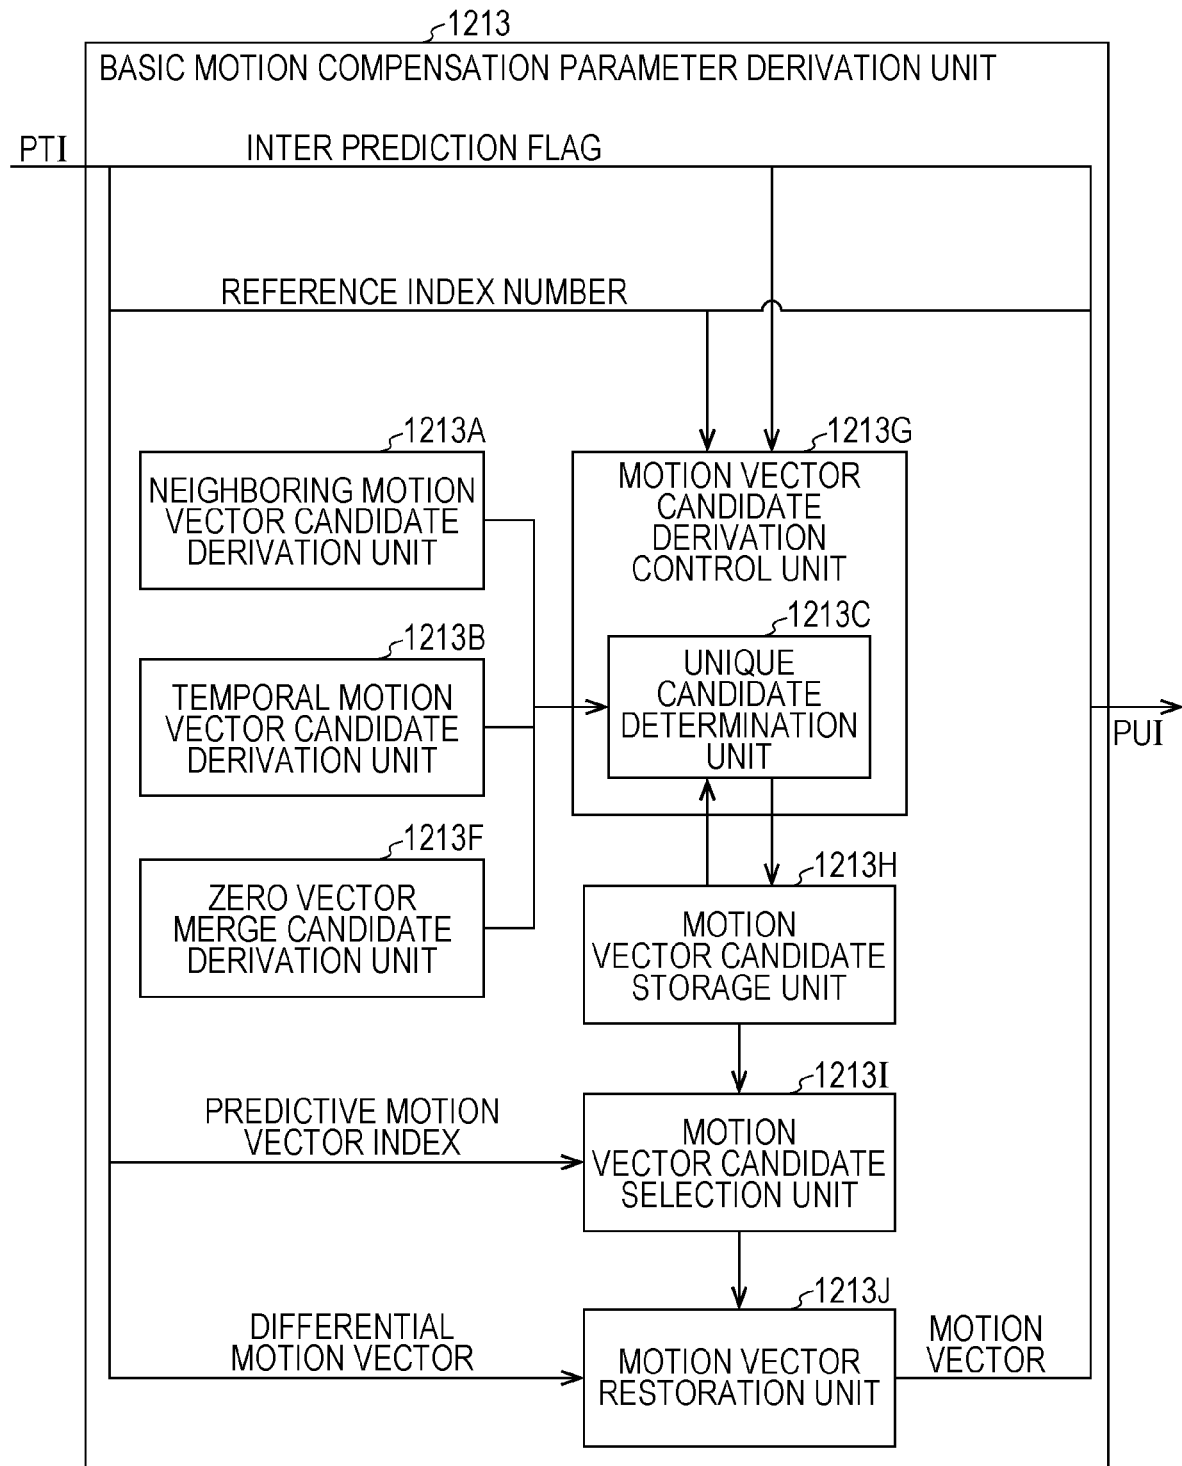 1213
BASIC MOTION COMPENSATION PARAMETER DERIVATION UNIT
PTI
INTER PREDICTION FLAG
REFERENCE INDEX NUMBER
1213A
NEIGHBORING MOTION
VECTOR CANDIDATE
DERIVATION UNIT
1213G
MOTION VECTOR
CANDIDATE
DERIVATION
CONTROL UNIT
1213B
TEMPORAL MOTION
VECTOR CANDIDATE
DERIVATION UNIT
1213C
UNIQUE
CANDIDATE
DETERMINATION
UNIT
PUI
1213F
ZERO VECTOR
MERGE CANDIDATE
DERIVATION UNIT
1213H
MOTION
VECTOR CANDIDATE
STORAGE UNIT
PREDICTIVE MOTION
VECTOR INDEX
1213I
MOTION
VECTOR CANDIDATE
SELECTION UNIT
DIFFERENTIAL
MOTION VECTOR
1213J
MOTION VECTOR
RESTORATION UNIT
MOTION
VECTOR